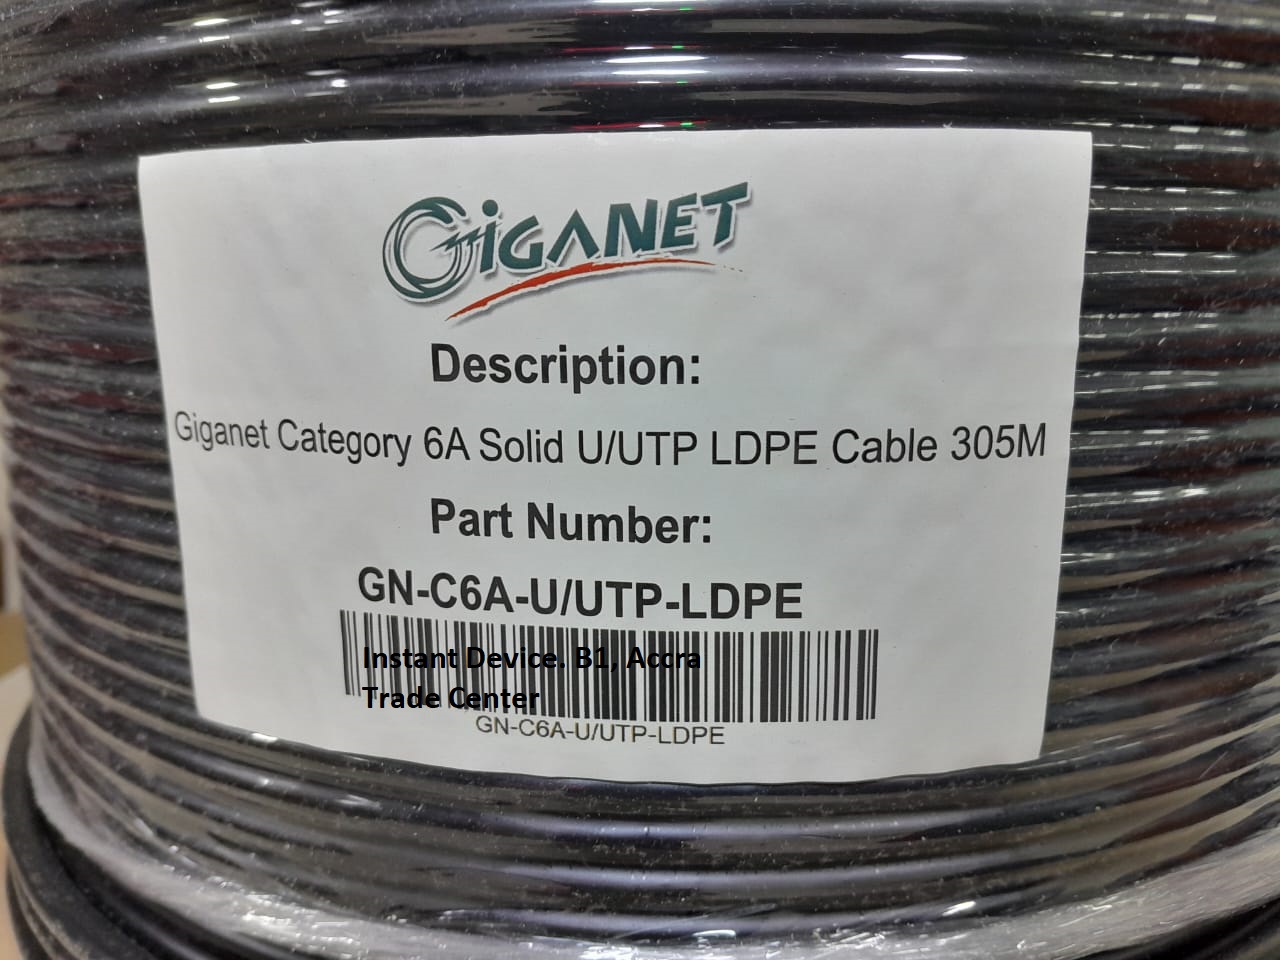 GIGANET
Description:
Giganet Category 6A Solid U/UTP LDPE Cable 305M
Part Number:
GN-C6A-U/UTP-LDPE
Instant Device. B1, Accra
Trade Center
GN-C6A-U/UTP-LDPE